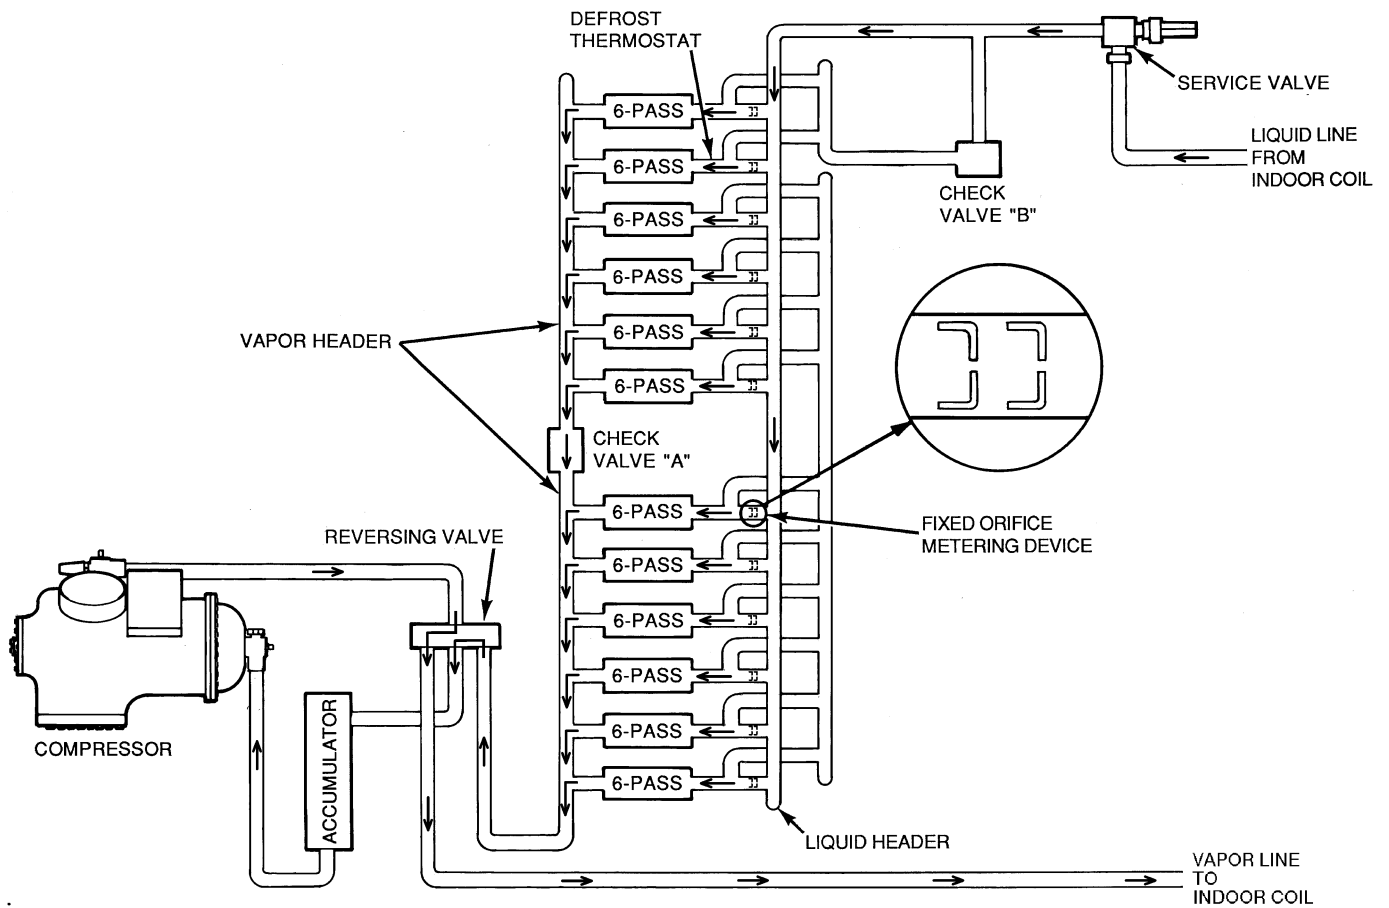 DEFROST
THERMOSTAT
SERVICE VALVE
LIQUID LINE
FROM
INDOOR COIL
CHECK
VALVE "B"
6-PASS
6-PASS
6-PASS
6-PASS
6-PASS
6-PASS
VAPOR HEADER
CHECK
VALVE "A"
6-PASS
6-PASS
6-PASS
6-PASS
6-PASS
6-PASS
FIXED ORIFICE
METERING DEVICE
REVERSING VALVE
COMPRESSOR
ACCUMULATOR
LIQUID HEADER
VAPOR LINE
TO
INDOOR COIL